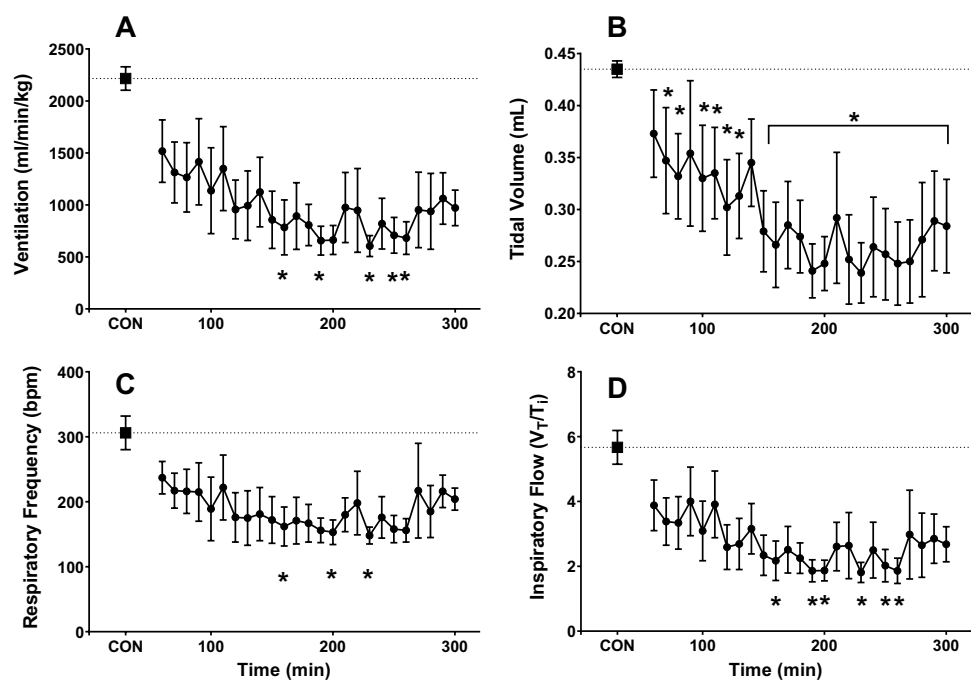 A
Ventilation (ml/min/kg)
2500
2000
1500
1000
500
0
* * * * *
CON 100 200 300
B
Tidal Volume (mL)
0.45
0.40
0.35
0.30
0.25
0.20
* * * * * * *
CON 100 200 300
C
Respiratory Frequency (bpm)
400
300
200
100
0
* * *
CON 100 200 300
Time (min)
D
Inspiratory Flow (VT/Ti)
8
6
4
2
0
* * * * * *
CON 100 200 300
Time (min)